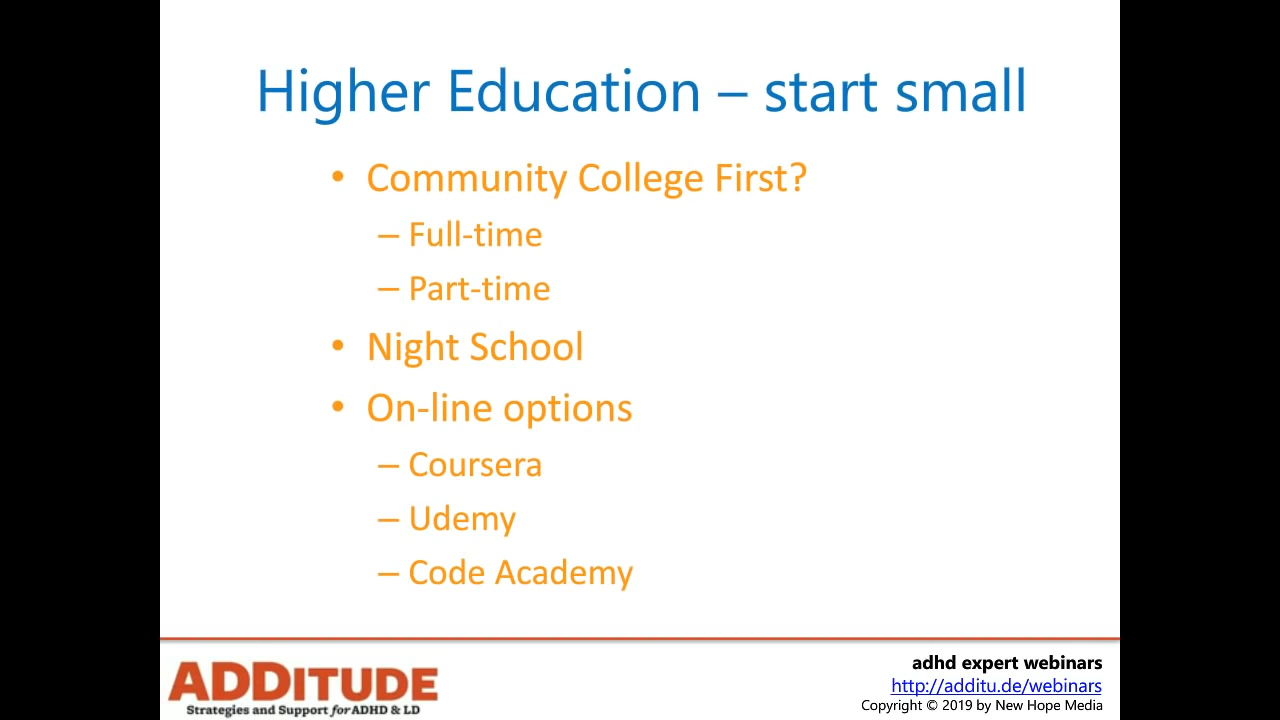 Higher Education – start small
• Community College First?
– Full-time
– Part-time
• Night School
• On-line options
– Coursera
– Udemy
– Code Academy
ADDITUDE
Strategies and Support for ADHD & LD
adhd expert webinars
http://additu.de/webinars
Copyright © 2019 by New Hope Media